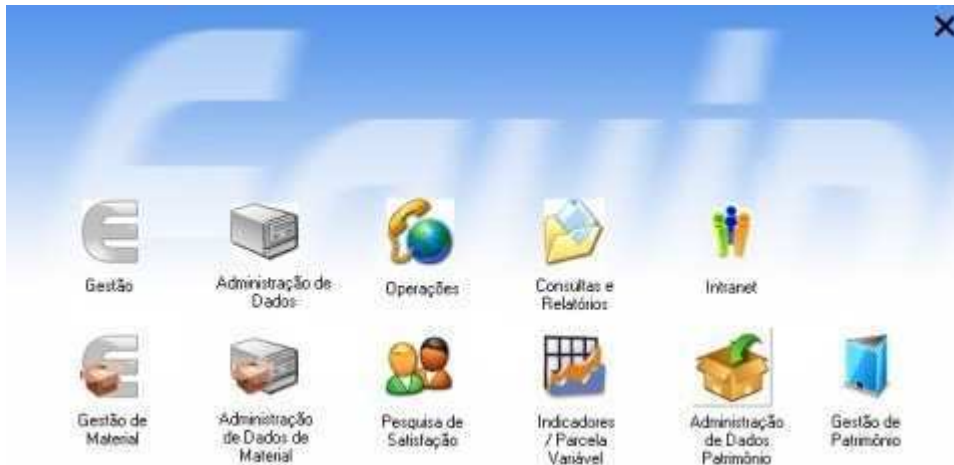 Equip
Gestão
Administração de
Dados
Operações
Consultas e
Relatórios
Intranet
Gestão de
Material
Administração
de Dados de
Material
Pesquisa de
Satisfação
Indicadores
/ Parcela
Variável
Administração
de Dados
Patrimônio
Gestão de
Patrimônio